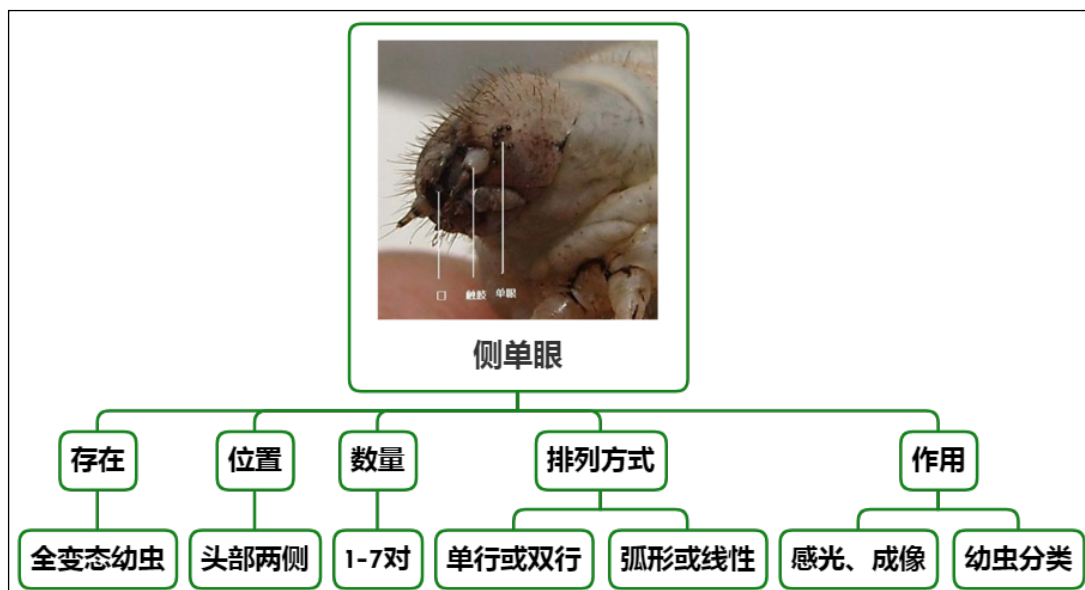 口 触肢 单眼
侧单眼
存在 位置 数量 排列方式 作用
全变态幼虫 头部两侧 1-7对 单行或双行 弧形或线性 感光、成像 幼虫分类